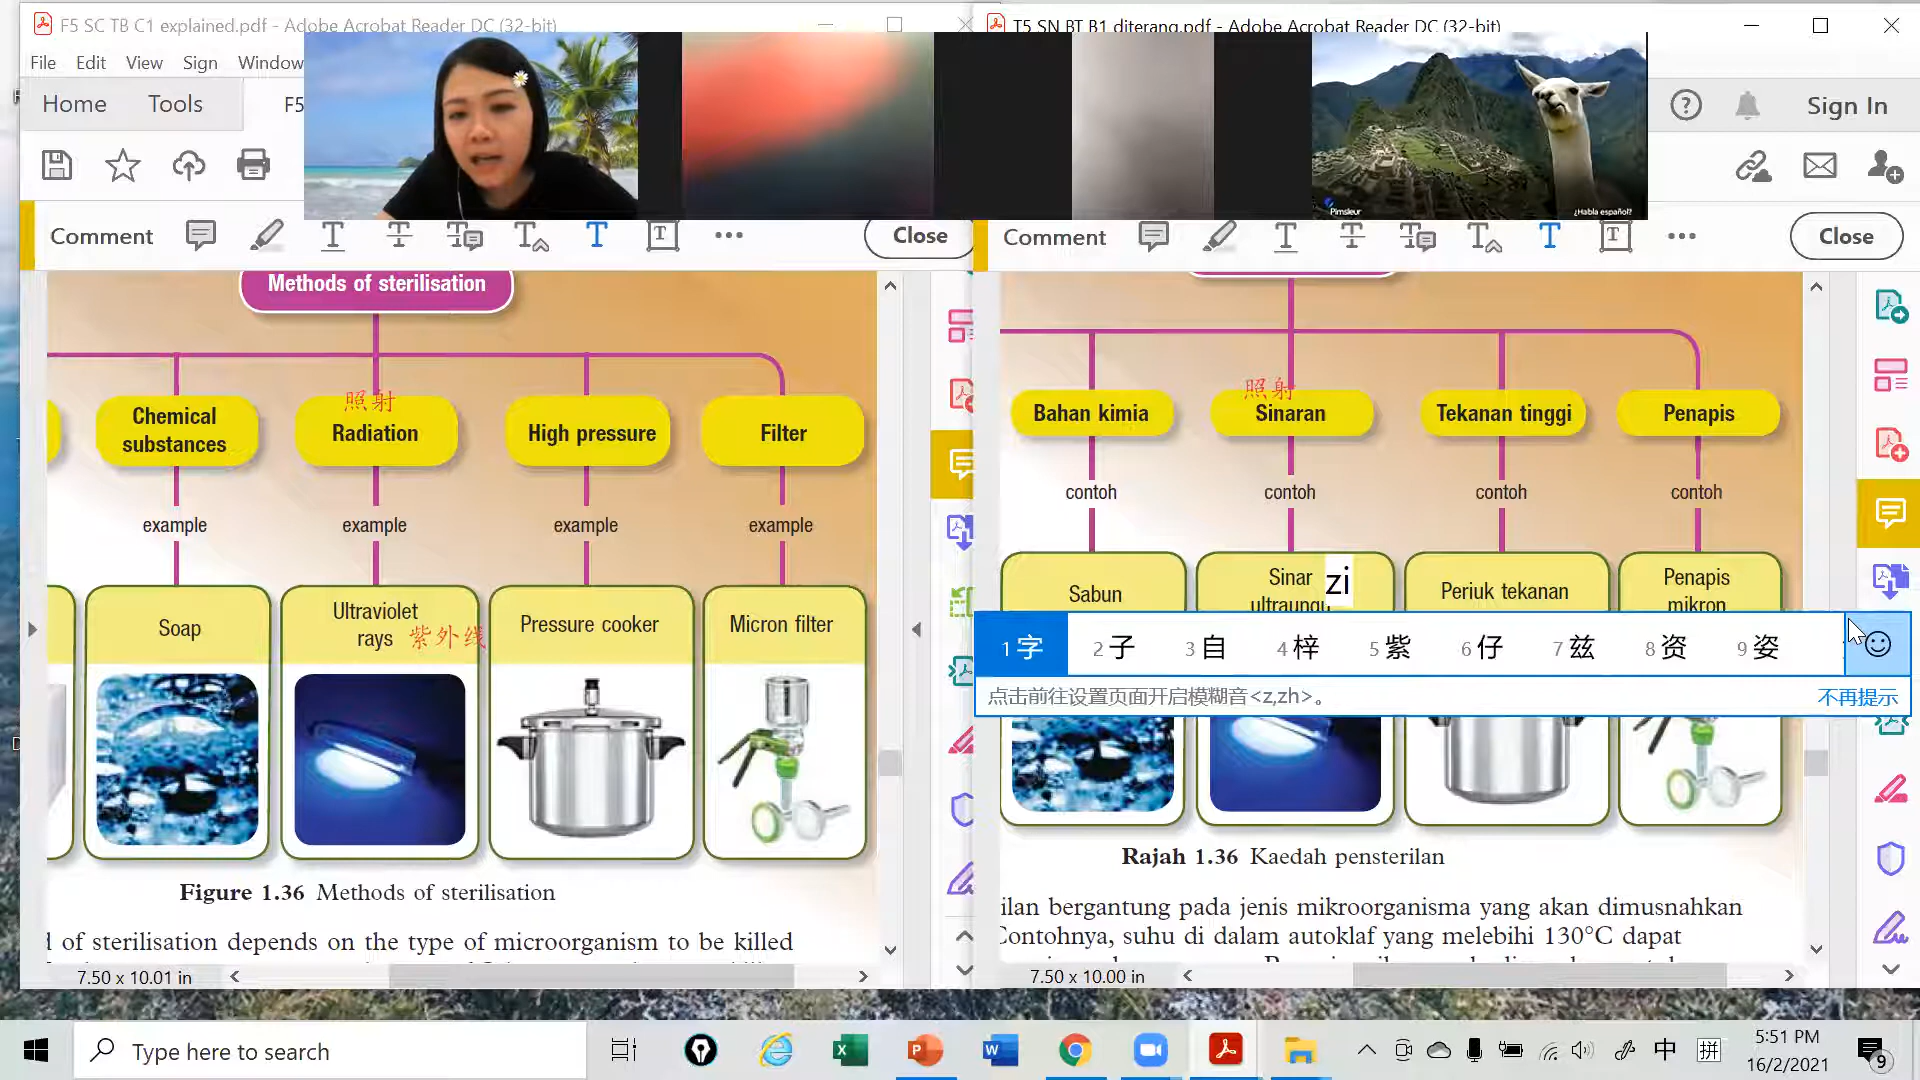 F5 SC TB C1 explained.pdf - Adobe Acrobat Reader DC (32-bit)
File Edit View Sign Window
Home Tools F5
Comment
Close
Methods of sterilisation
照射
Chemical substances
Radiation
High pressure
Filter
example example example example
Soap
Ultraviolet rays 紫外线
Pressure cooker
Micron filter
Figure 1.36 Methods of sterilisation
d of sterilisation depends on the type of microorganism to be killed
7.50 x 10.01 in
Pimsleur
¿Habla español?
T5 SN BT B1 diterang.pdf - Adobe Acrobat Reader DC (32-bit)
Sign In
Comment
Close
照射
Bahan kimia
Sinaran
Tekanan tinggi
Penapis
contoh contoh contoh contoh
Sabun
Sinar ultraungu
zi
Periuk tekanan
Penapis mikron
1 字 2 子 3 自 4 梓 5 紫 6 仔 7 兹 8 资 9 姿
点击前往设置页面开启模糊音<z,zh>。 不再提示
Rajah 1.36 Kaedah pensterilan
ilan bergantung pada jenis mikroorganisma yang akan dimusnahkan
Contohnya, suhu di dalam autoklaf yang melebihi 130°C dapat
7.50 x 10.00 in
Type here to search
中 拼
5:51 PM
16/2/2021
9